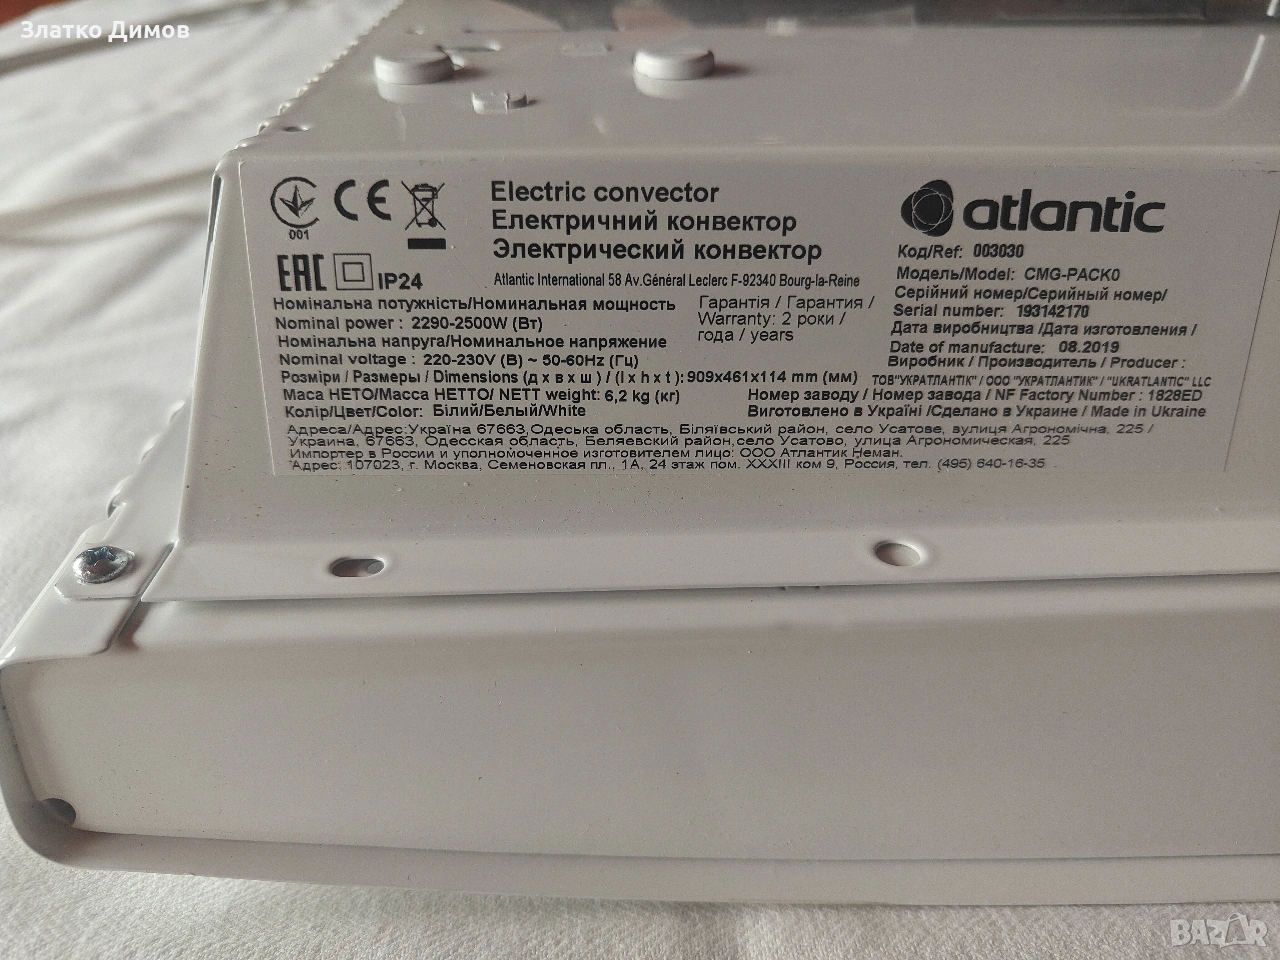 Златко Димов
001
CE
EAC
IP24
Electric convector
Електричний конвектор
Электрический конвектор
Atlantic International 58 Av.Général Leclerc F-92340 Bourg-la-Reine
atlantic
Код/Ref: 003030
Модель/Model: CMG-PACK0
Серійний номер/Серийный номер/
Serial number: 193142170
Дата виробництва /Дата изготовления /
Date of manufacture: 08.2019
Виробник / Производитель / Producer :
ТОВ"УКРАТЛАНТІК" / ООО "УКРАТЛАНТИК" / "UKRATLANTIC" LLC
Номер заводу / Номер завода / NF Factory Number : 1828ED
Виготовлено в Україні /Сделано в Украине / Made in Ukraine
Гарантія / Гарантия /
Warranty: 2 роки /
года / years
Номінальна потужність/Номинальная мощность
Nominal power : 2290-2500W (Вт)
Номінальна напруга/Номинальное напряжение
Nominal voltage : 220-230V (В) ~ 50-60Hz (Гц)
Розміри / Размеры / Dimensions (д х в х ш ) / (l x h x t ): 909x461x114 mm (мм)
Маса НЕТО/Масса НЕТТО/ NETT weight: 6,2 kg (кг)
Колір/Цвет/Color: Білий/Белый/White
Адреса/Адрес:Україна 67663,Одеська область, Біляївський район, село Усатове, вулиця Агрономічна, 225 /
Украина, 67663, Одесская область, Беляевский район,село Усатово, улица Агрономическая, 225
Импортер в России и уполномоченное изготовителем лицо: ООО Атлантик Неман.
Адрес: 107023, г. Москва, Семеновская пл., 1А, 24 этаж пом. XXXIII ком 9, Россия, тел. (495) 640-16-35
BAZAR